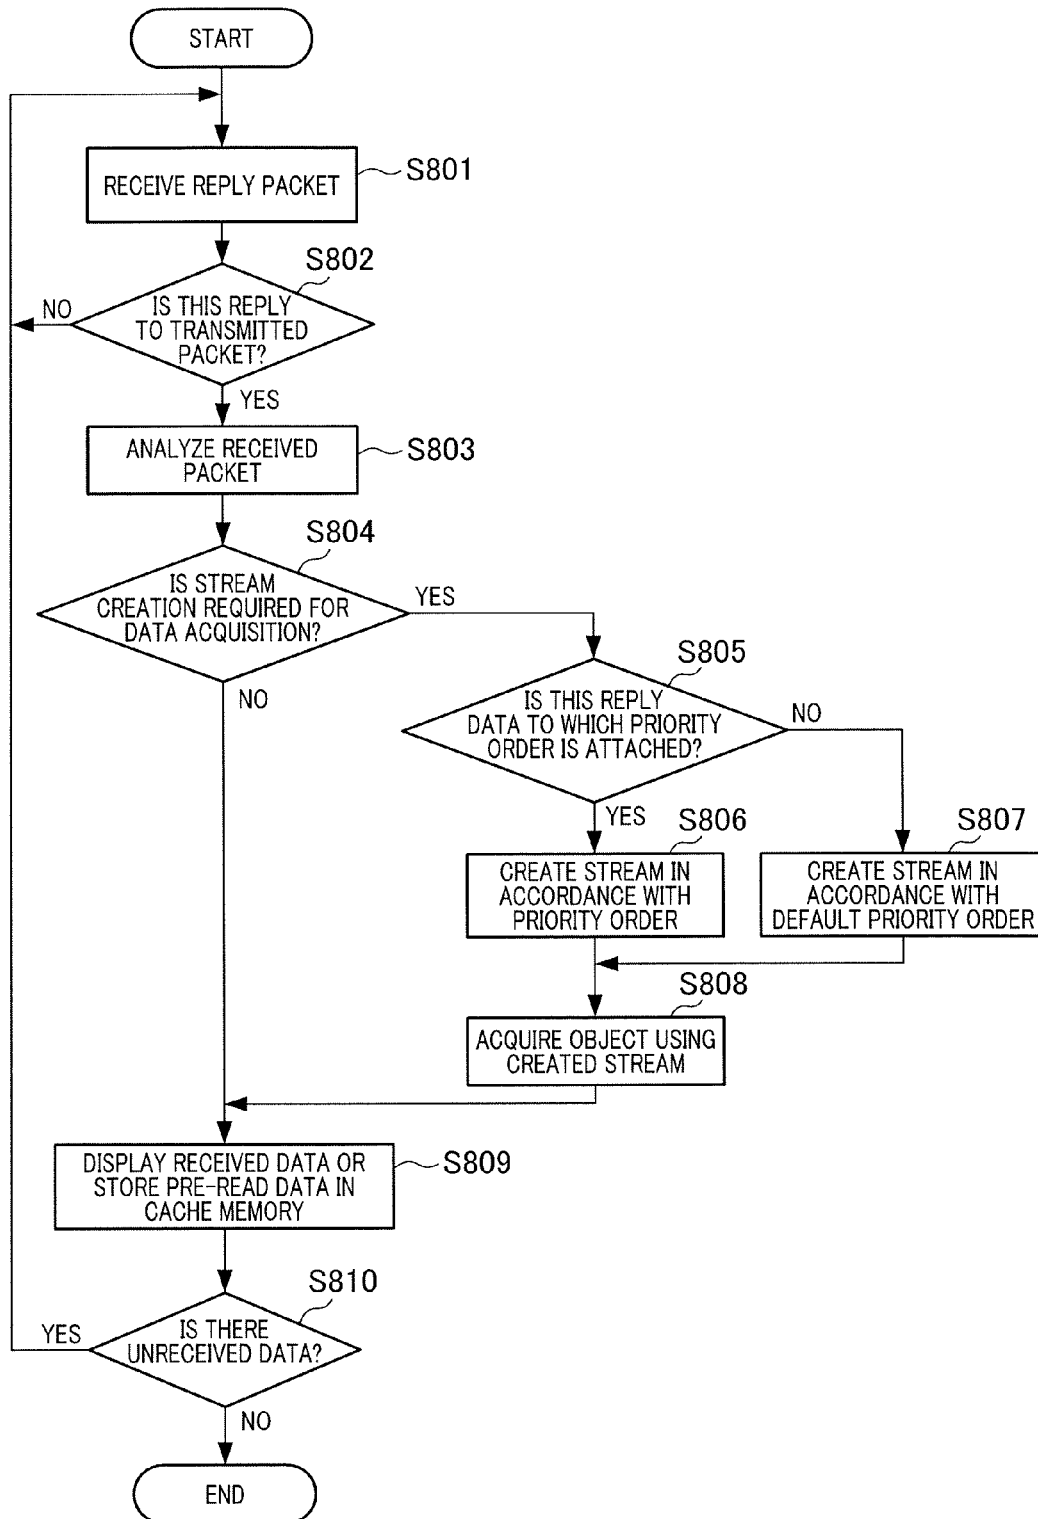 START
RECEIVE REPLY PACKET
S801
S802
IS THIS REPLY
TO TRANSMITTED
PACKET?
NO
YES
ANALYZE RECEIVED
PACKET
S803
S804
IS STREAM
CREATION REQUIRED FOR
DATA ACQUISITION?
YES
NO
S805
IS THIS REPLY
DATA TO WHICH PRIORITY
ORDER IS ATTACHED?
NO
YES
S806
CREATE STREAM IN
ACCORDANCE WITH
PRIORITY ORDER
S807
CREATE STREAM IN
ACCORDANCE WITH
DEFAULT PRIORITY ORDER
S808
ACQUIRE OBJECT USING
CREATED STREAM
DISPLAY RECEIVED DATA OR
STORE PRE-READ DATA IN
CACHE MEMORY
S809
S810
IS THERE
UNRECEIVED DATA?
YES
NO
END